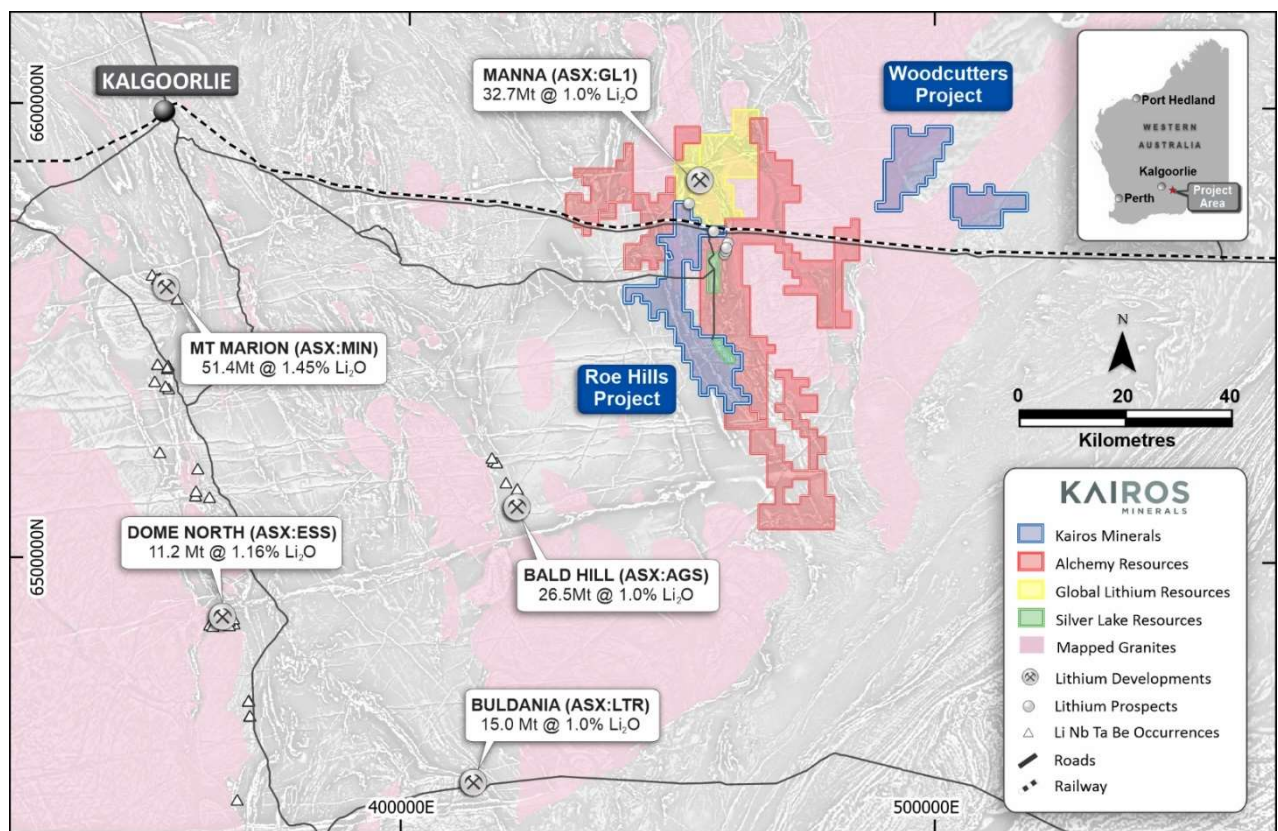 KALGOORLIE
6600000N
MANNA (ASX:GL1)
32.7Mt @ 1.0% Li₂O
Woodcutters
Project
Port Hedland
WESTERN
AUSTRALIA
Kalgoorlie
Perth
Project
Area
MT MARION (ASX:MIN)
51.4Mt @ 1.45% Li₂O
Roe Hills
Project
N
0 20 40
Kilometres
DOME NORTH (ASX:ESS)
11.2 Mt @ 1.16% Li₂O
6500000N
BALD HILL (ASX:AGS)
26.5Mt @ 1.0% Li₂O
BULDANIA (ASX:LTR)
15.0 Mt @ 1.0% Li₂O
400000E
500000E
KAIROS
MINERALS
Kairos Minerals
Alchemy Resources
Global Lithium Resources
Silver Lake Resources
Mapped Granites
Lithium Developments
Lithium Prospects
Li Nb Ta Be Occurrences
Roads
Railway